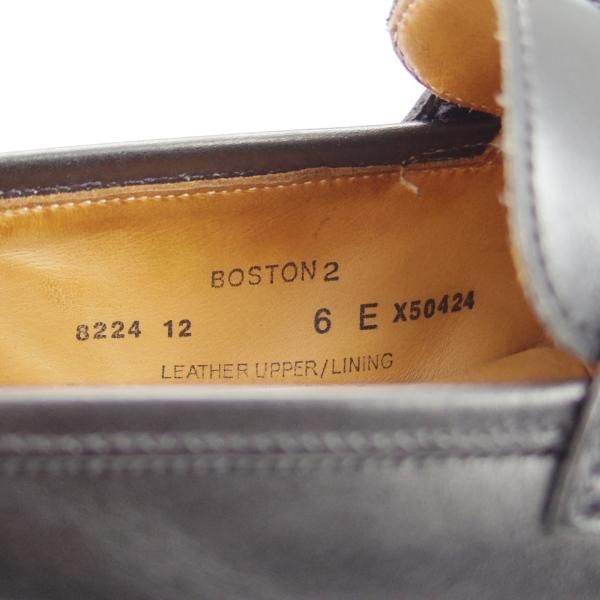 BOSTON 2
8224 12 6 E X50424
LEATHER UPPER/LINING